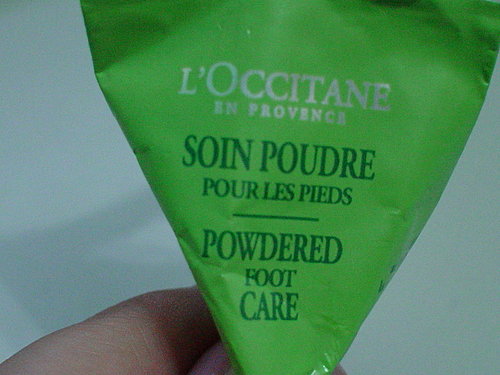 L'OCCITANE
EN PROVENCE
SOIN POUDRE
POUR LES PIEDS
POWDERED
FOOT
CARE